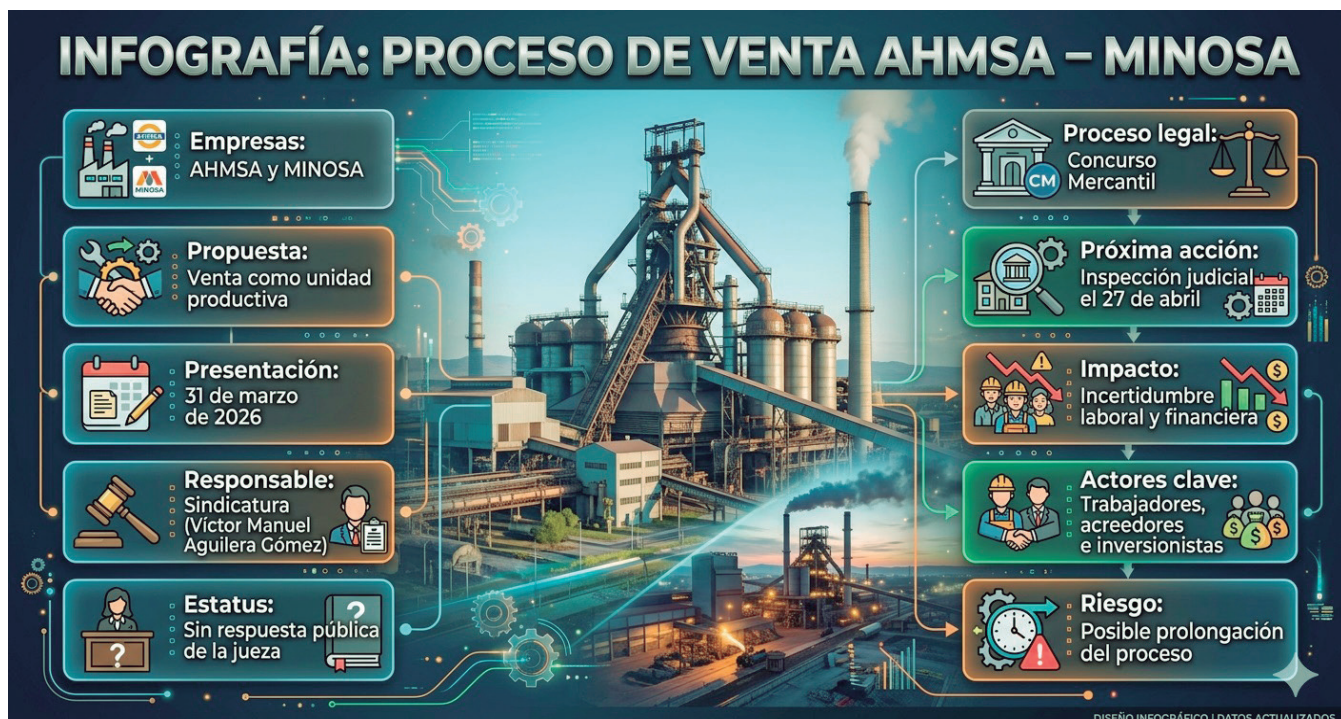 INFOGRAFÍA: PROCESO DE VENTA AHMSA – MINOSA
Empresas:
AHMSA y MINOSA
+
MINOSA
Propuesta:
Venta como unidad
productiva
Presentación:
31 de marzo
de 2026
Responsable:
Sindicatura
(Víctor Manuel
Aguilera Gómez)
Estatus:
Sin respuesta pública
de la jueza
?
?
Proceso legal:
Concurso
Mercantil
CM
Próxima acción:
Inspección judicial
el 27 de abril
Impacto:
Incertidumbre
laboral y financiera
!
$
$
Actores clave:
Trabajadores,
acreedores
e inversionistas
$ $ $
Riesgo:
Posible prolongación
del proceso
!
DISEÑO INFOGRÁFICO | DATOS ACTUALIZADOS